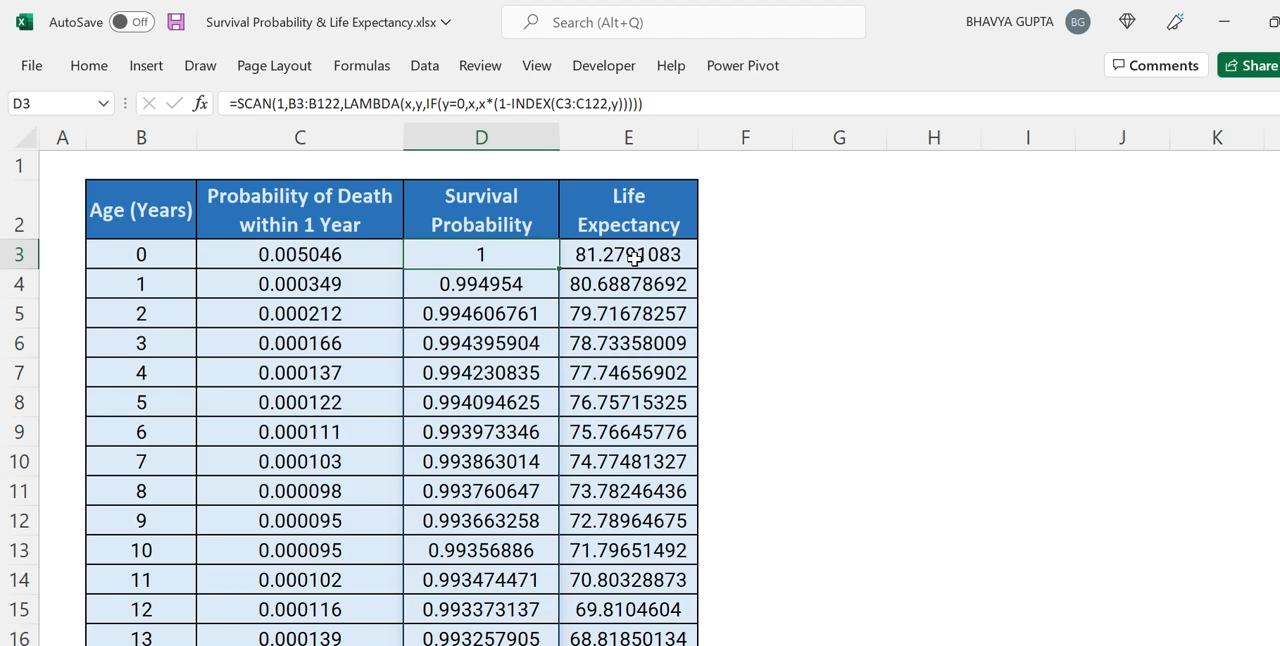 AutoSave Off Survival Probability & Life Expectancy.xlsx Search (Alt+Q) BHAVYA GUPTA BG
File Home Insert Draw Page Layout Formulas Data Review View Developer Help Power Pivot Comments Share
D3 fx =SCAN(1,B3:B122,LAMBDA(x,y,IF(y=0,x,x*(1-INDEX(C3:C122,y)))))
A B C D E F G H I J K
1
2 Age (Years) Probability of Death within 1 Year Survival Probability Life Expectancy
3 0 0.005046 1 81.2791083
4 1 0.000349 0.994954 80.68878692
5 2 0.000212 0.994606761 79.71678257
6 3 0.000166 0.994395904 78.73358009
7 4 0.000137 0.994230835 77.74656902
8 5 0.000122 0.994094625 76.75715325
9 6 0.000111 0.993973346 75.76645776
10 7 0.000103 0.993863014 74.77481327
11 8 0.000098 0.993760647 73.78246436
12 9 0.000095 0.993663258 72.78964675
13 10 0.000095 0.99356886 71.79651492
14 11 0.000102 0.993474471 70.80328873
15 12 0.000116 0.993373137 69.8104604
16 13 0.000139 0.993257905 68.81850134